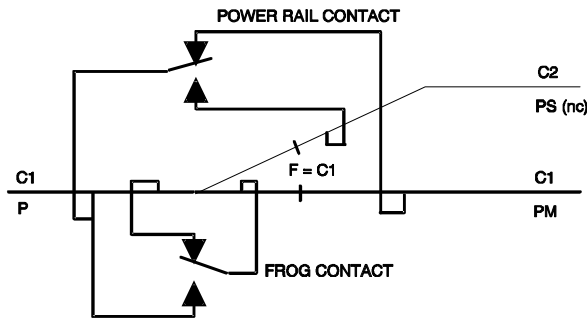 POWER RAIL CONTACT
C2
PS (nc)
F = C1
C1
C1
P
PM
FROG CONTACT